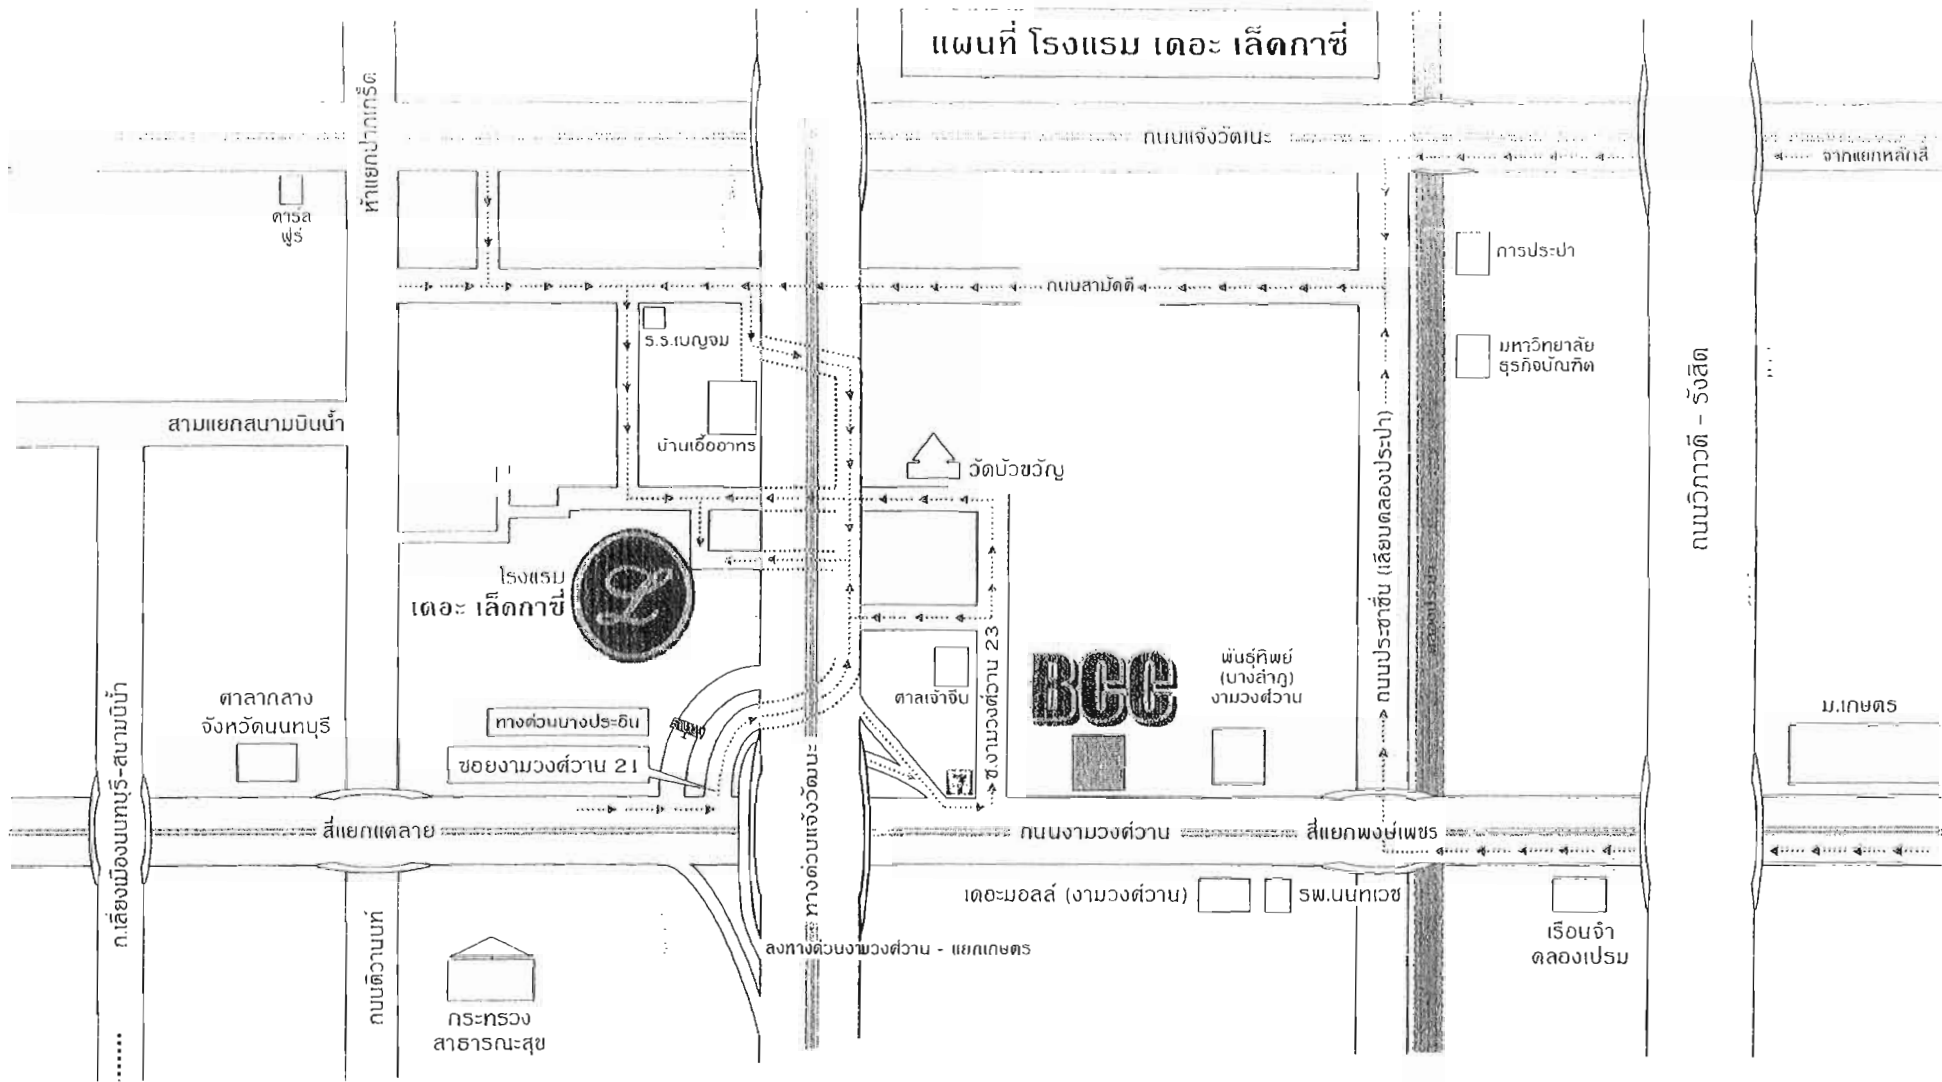 แผนที่ โรงแรม เดอะ เล็ดกาซี่
ห้าแยกปากเกร็ด
ถนนแจ้งวัฒนะ
จากแยกหลักสี่
คาร์ล
ฟูร์
การประปา
ถนนสามัคคี
ร.ร.เบญจม
มหาวิทยาลัย
ธุรกิจบัณฑิต
สามแยกสนามบินน้ำ
บ้านเอื้ออาทร
วัดบัวขวัญ
ถนนวิภาวดี - รังสิต
ถนนประชาชื่น (เลียบคลองประปา)
คลองประปา
โรงแรม
เดอะ เล็ดกาซี่
L
ซ.งามวงศ์วาน 23
BCC
พันธุ์ทิพย์
(บางลำภู)
งามวงศ์วาน
ศาลเจ้าจีน
ศาลากลาง
จังหวัดนนทบุรี
ทางด่วนบางปะอิน
ซอยงามวงศ์วาน 21
7
ม.เกษตร
ถ.เลี่ยงเมืองนนทบุรี-สนามบินน้ำ
สี่แยกแคลาย
ถนนงามวงศ์วาน
สี่แยกพงษ์เพชร
เดอะมอลล์ (งามวงศ์วาน)
รพ.นนทเวช
เรือนจำ
คลองเปรม
ถนนติวานนท์
ลงทางด่วนงามวงศ์วาน - แยกเกษตร
กระทรวง
สาธารณะสุข